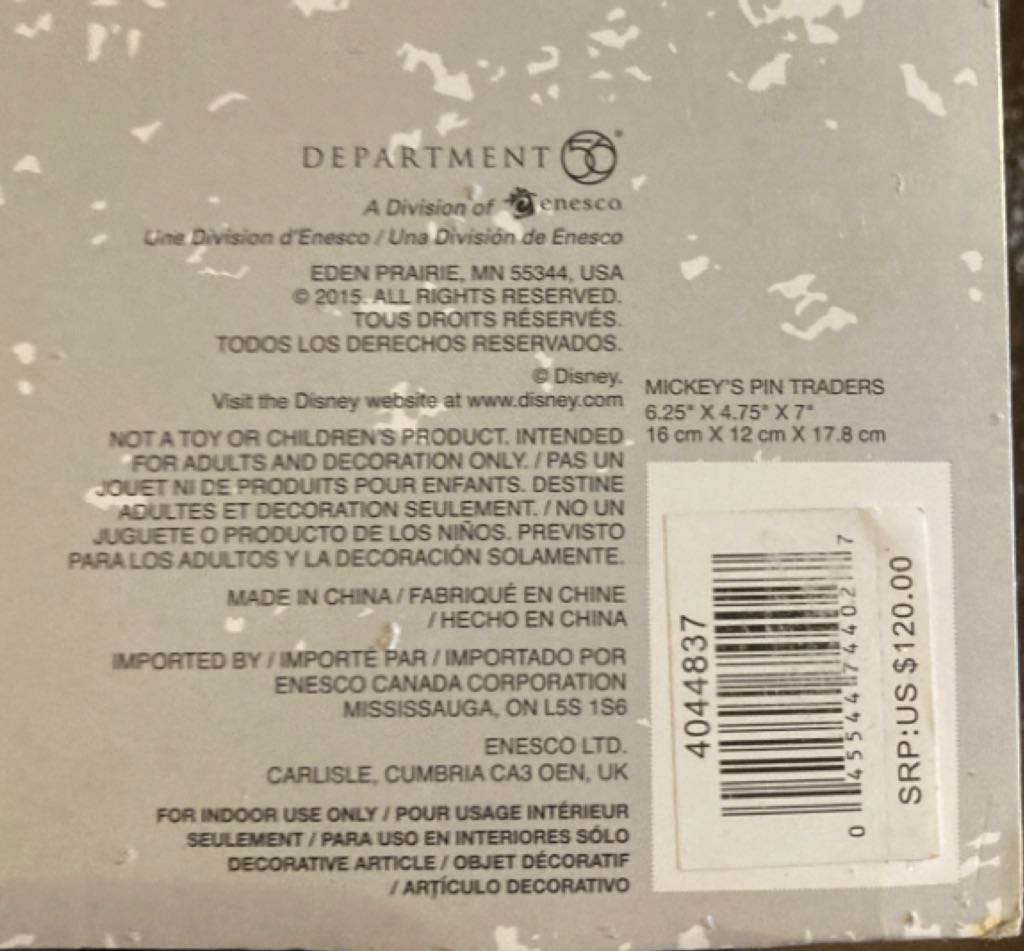 DEPARTMENT 56®
A Division of enesco
Une Division d'Enesco / Una División de Enesco
EDEN PRAIRIE, MN 55344, USA
© 2015. ALL RIGHTS RESERVED.
TOUS DROITS RÉSERVÉS.
TODOS LOS DERECHOS RESERVADOS.
© Disney.
Visit the Disney website at www.disney.com
NOT A TOY OR CHILDREN'S PRODUCT. INTENDED
FOR ADULTS AND DECORATION ONLY. / PAS UN
JOUET NI DE PRODUITS POUR ENFANTS. DESTINE
ADULTES ET DECORATION SEULEMENT. / NO UN
JUGUETE O PRODUCTO DE LOS NIÑOS. PREVISTO
PARA LOS ADULTOS Y LA DECORACIÓN SOLAMENTE.
MADE IN CHINA / FABRIQUÉ EN CHINE
/ HECHO EN CHINA
IMPORTED BY / IMPORTÉ PAR / IMPORTADO POR
ENESCO CANADA CORPORATION
MISSISSAUGA, ON L5S 1S6
ENESCO LTD.
CARLISLE, CUMBRIA CA3 OEN, UK
FOR INDOOR USE ONLY / POUR USAGE INTÉRIEUR
SEULEMENT / PARA USO EN INTERIORES SÓLO
DECORATIVE ARTICLE / OBJET DÉCORATIF
/ ARTÍCULO DECORATIVO
MICKEY'S PIN TRADERS
6.25" X 4.75" X 7"
16 cm X 12 cm X 17.8 cm
4044837
0 45544 74402 7
SRP:US $120.00